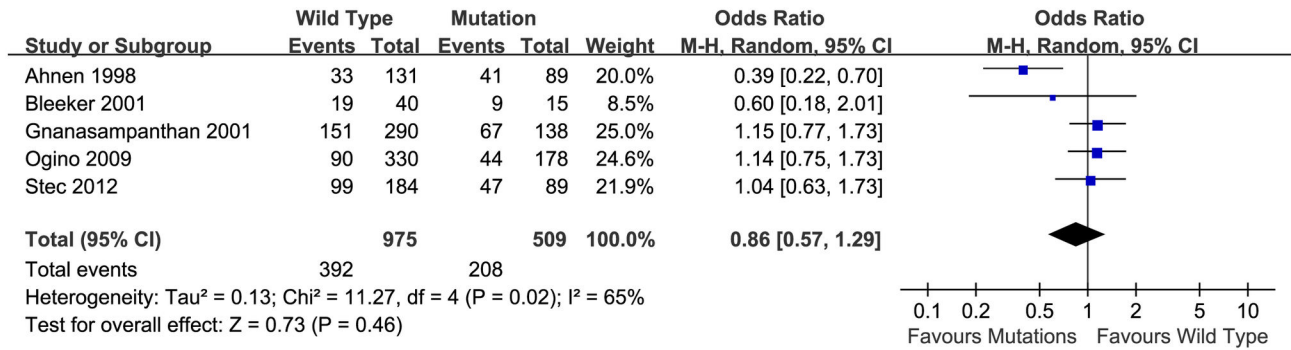 Wild Type Mutation Odds Ratio Odds Ratio
Study or Subgroup Events Total Events Total Weight M-H, Random, 95% CI M-H, Random, 95% CI
Ahnen 1998 33 131 41 89 20.0% 0.39 [0.22, 0.70]
Bleeker 2001 19 40 9 15 8.5% 0.60 [0.18, 2.01]
Gnanasampanthan 2001 151 290 67 138 25.0% 1.15 [0.77, 1.73]
Ogino 2009 90 330 44 178 24.6% 1.14 [0.75, 1.73]
Stec 2012 99 184 47 89 21.9% 1.04 [0.63, 1.73]
Total (95% CI) 975 509 100.0% 0.86 [0.57, 1.29]
Total events 392 208
Heterogeneity: Tau² = 0.13; Chi² = 11.27, df = 4 (P = 0.02); I² = 65%
Test for overall effect: Z = 0.73 (P = 0.46)
0.1 0.2 0.5 1 2 5 10
Favours Mutations Favours Wild Type